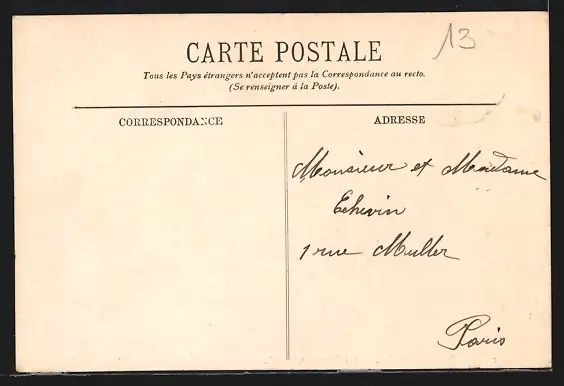 13
CARTE POSTALE
Tous les Pays étrangers n'acceptent pas la Correspondance au recto.
(Se renseigner à la Poste).
CORRESPONDANCE
ADRESSE
Monsieur et Madame
Echevin
1 rue Muller
Paris